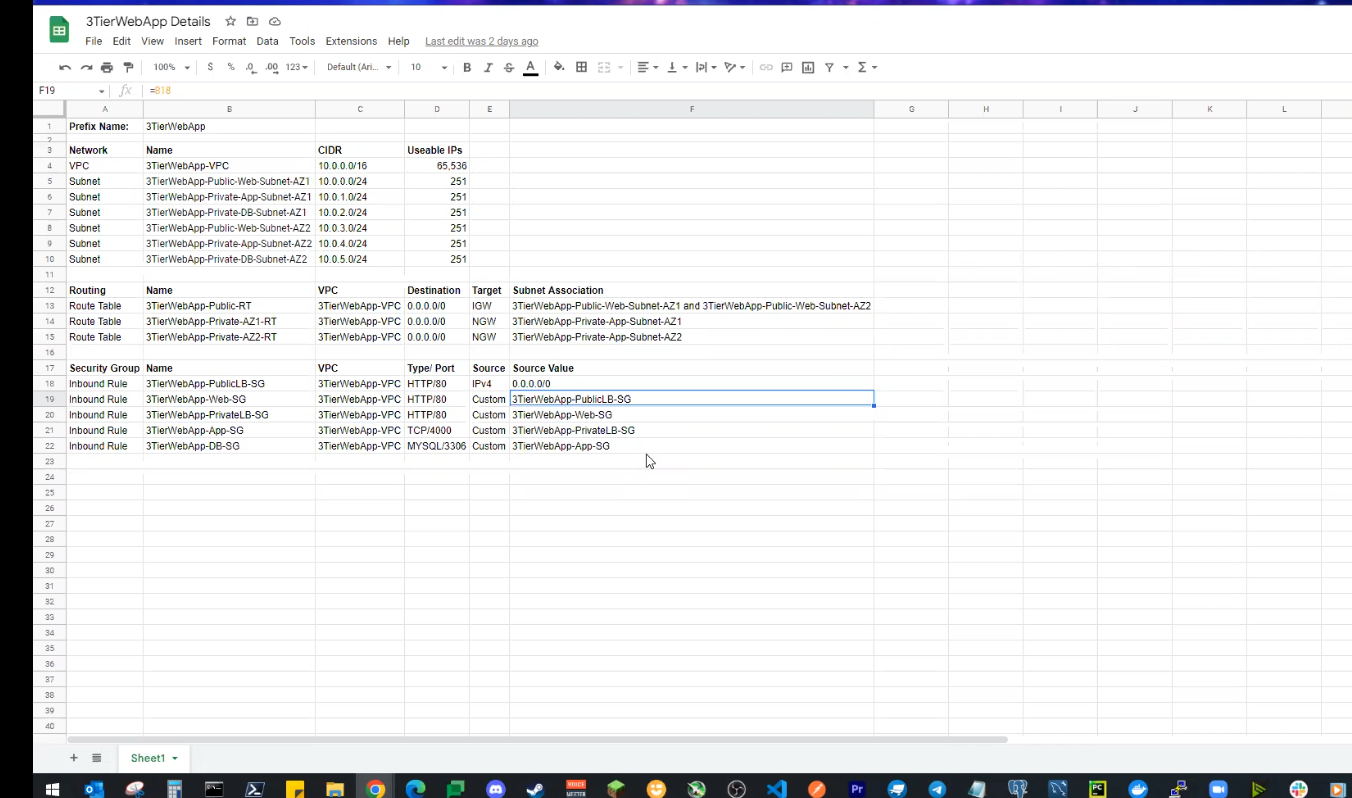 3TierWebApp Details
File Edit View Insert Format Data Tools Extensions Help Last edit was 2 days ago
100% $ % .0 .00 123 Default (Ari... 10 B I S A
F19 fx =B18
A B C D E F G H I J K L
1 Prefix Name: 3TierWebApp
2
3 Network Name CIDR Useable IPs
4 VPC 3TierWebApp-VPC 10.0.0.0/16 65,536
5 Subnet 3TierWebApp-Public-Web-Subnet-AZ1 10.0.0.0/24 251
6 Subnet 3TierWebApp-Private-App-Subnet-AZ1 10.0.1.0/24 251
7 Subnet 3TierWebApp-Private-DB-Subnet-AZ1 10.0.2.0/24 251
8 Subnet 3TierWebApp-Public-Web-Subnet-AZ2 10.0.3.0/24 251
9 Subnet 3TierWebApp-Private-App-Subnet-AZ2 10.0.4.0/24 251
10 Subnet 3TierWebApp-Private-DB-Subnet-AZ2 10.0.5.0/24 251
11
12 Routing Name VPC Destination Target Subnet Association
13 Route Table 3TierWebApp-Public-RT 3TierWebApp-VPC 0.0.0.0/0 IGW 3TierWebApp-Public-Web-Subnet-AZ1 and 3TierWebApp-Public-Web-Subnet-AZ2
14 Route Table 3TierWebApp-Private-AZ1-RT 3TierWebApp-VPC 0.0.0.0/0 NGW 3TierWebApp-Private-App-Subnet-AZ1
15 Route Table 3TierWebApp-Private-AZ2-RT 3TierWebApp-VPC 0.0.0.0/0 NGW 3TierWebApp-Private-App-Subnet-AZ2
16
17 Security Group Name VPC Type/ Port Source Source Value
18 Inbound Rule 3TierWebApp-PublicLB-SG 3TierWebApp-VPC HTTP/80 IPv4 0.0.0.0/0
19 Inbound Rule 3TierWebApp-Web-SG 3TierWebApp-VPC HTTP/80 Custom 3TierWebApp-PublicLB-SG
20 Inbound Rule 3TierWebApp-PrivateLB-SG 3TierWebApp-VPC HTTP/80 Custom 3TierWebApp-Web-SG
21 Inbound Rule 3TierWebApp-App-SG 3TierWebApp-VPC TCP/4000 Custom 3TierWebApp-PrivateLB-SG
22 Inbound Rule 3TierWebApp-DB-SG 3TierWebApp-VPC MYSQL/3306 Custom 3TierWebApp-App-SG
23
24
25
26
27
28
29
30
31
32
33
34
35
36
37
38
39
40
Sheet1
Pr PC